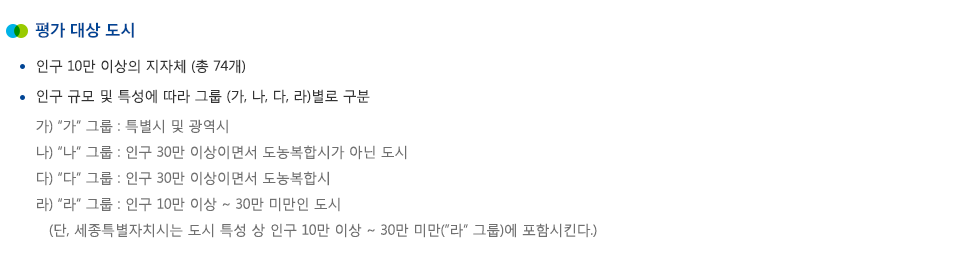 평가 대상 도시
• 인구 10만 이상의 지자체 (총 74개)
• 인구 규모 및 특성에 따라 그룹 (가, 나, 다, 라)별로 구분
가) “가” 그룹 : 특별시 및 광역시
나) “나” 그룹 : 인구 30만 이상이면서 도농복합시가 아닌 도시
다) “다” 그룹 : 인구 30만 이상이면서 도농복합시
라) “라” 그룹 : 인구 10만 이상 ~ 30만 미만인 도시
(단, 세종특별자치시는 도시 특성 상 인구 10만 이상 ~ 30만 미만(“라” 그룹)에 포함시킨다.)